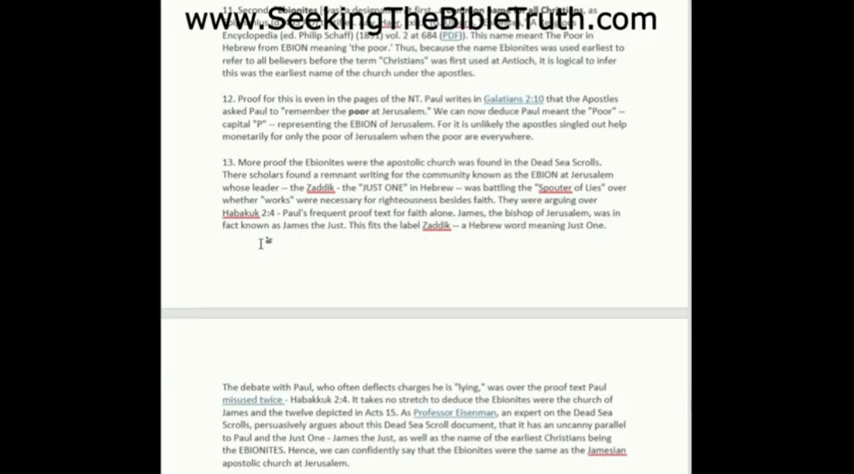 www.SeekingTheBibleTruth.com
11. Second, Ebionites
all Christians, as
Encyclopedia (ed. Philip Schaff) (1891) vol. 2 at 684 (PDF)). This name meant The Poor in
Hebrew from EBION meaning 'the poor.' Thus, because the name Ebionites was used earliest to
refer to all believers before the term "Christians" was first used at Antioch, it is logical to infer
this was the earliest name of the church under the apostles.
12. Proof for this is even in the pages of the NT. Paul writes in Galatians 2:10 that the Apostles
asked Paul to "remember the poor at Jerusalem." We can now deduce Paul meant the "Poor" --
capital "P" -- representing the EBION of Jerusalem. For it is unlikely the apostles singled out help
monetarily for only the poor of Jerusalem when the poor are everywhere.
13. More proof the Ebionites were the apostolic church was found in the Dead Sea Scrolls.
There scholars found a remnant writing for the community known as the EBION at Jerusalem
whose leader -- the Zaddik - the "JUST ONE" in Hebrew -- was battling the "Spouter of Lies" over
whether "works" were necessary for righteousness besides faith. They were arguing over
Habakuk 2:4 - Paul's frequent proof text for faith alone. James, the bishop of Jerusalem, was in
fact known as James the Just. This fits the label Zaddik -- a Hebrew word meaning Just One.
The debate with Paul, who often deflects charges he is "lying," was over the proof text Paul
misused twice - Habakkuk 2:4. It takes no stretch to deduce the Ebionites were the church of
James and the twelve depicted in Acts 15. As Professor Eisenman, an expert on the Dead Sea
Scrolls, persuasively argues about this Dead Sea Scroll document, that it has an uncanny parallel
to Paul and the Just One - James the Just, as well as the name of the earliest Christians being
the EBIONITES. Hence, we can confidently say that the Ebionites were the same as the Jamesian
apostolic church at Jerusalem.